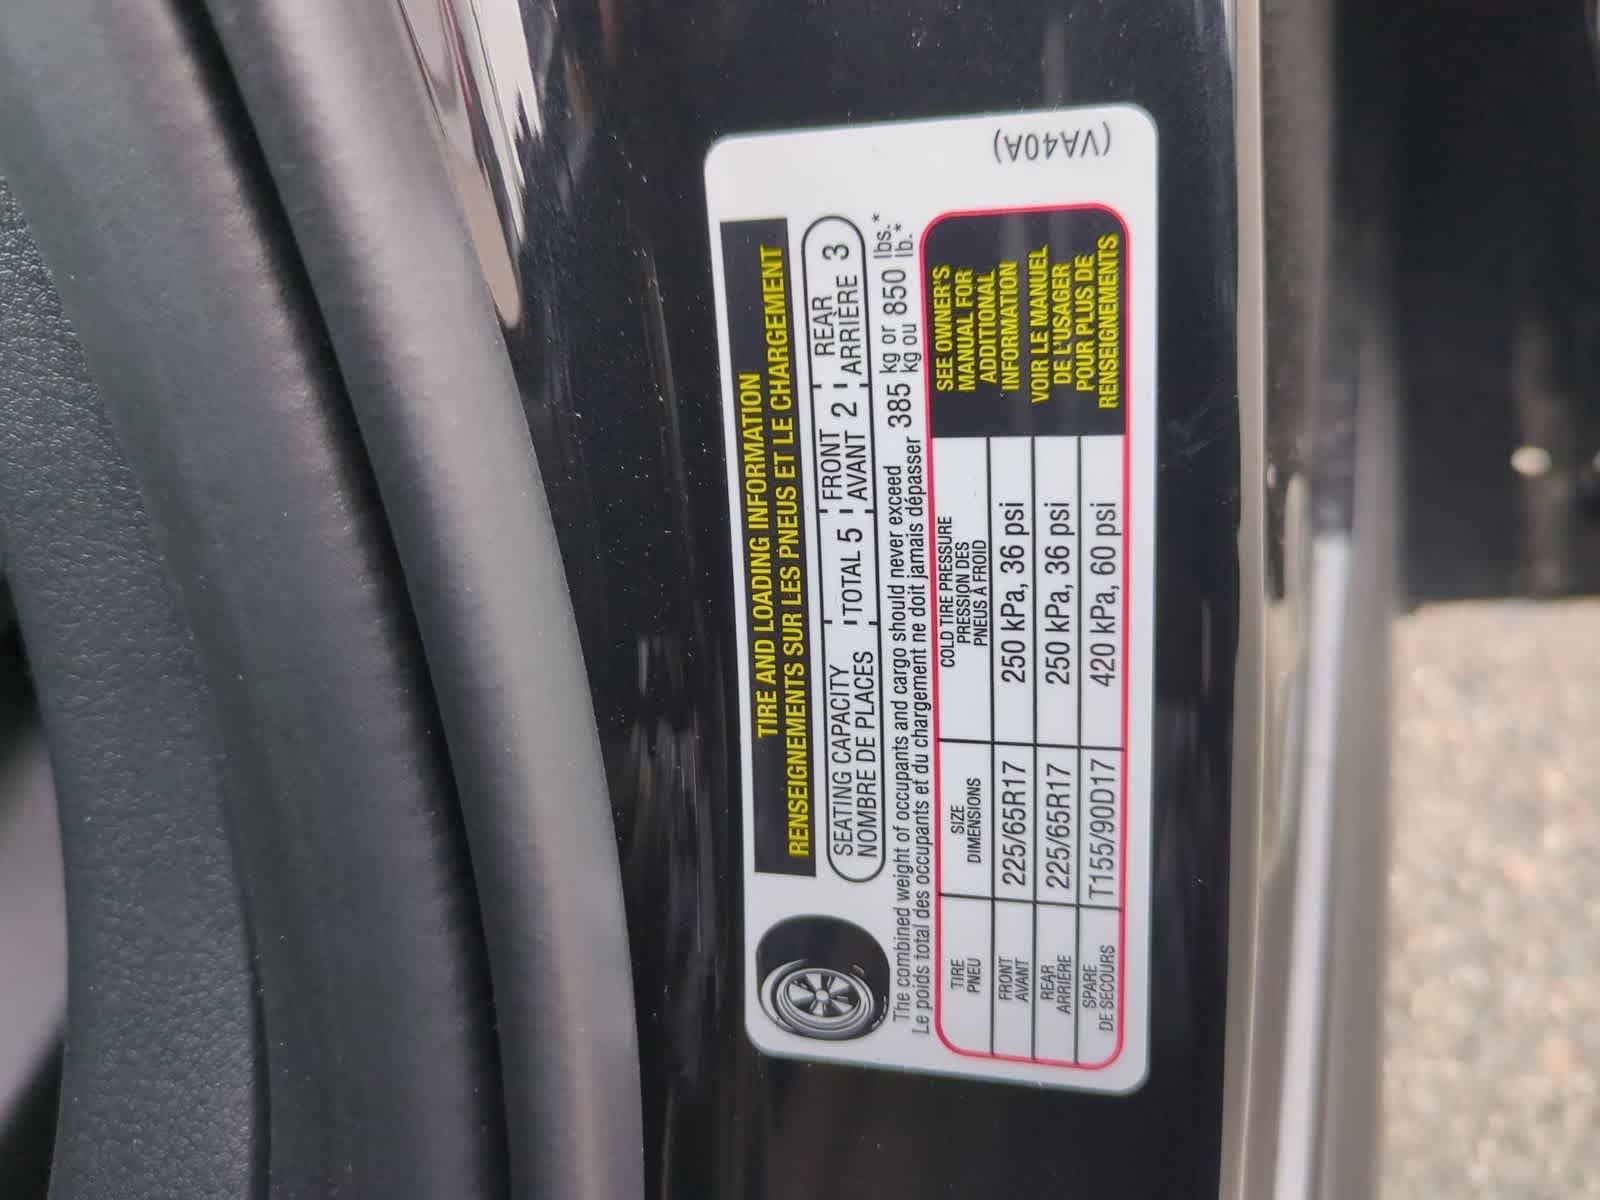 TIRE AND LOADING INFORMATION
RENSEIGNEMENTS SUR LES PNEUS ET LE CHARGEMENT
SEATING CAPACITY
NOMBRE DE PLACES
TOTAL 5
FRONT
AVANT 2
REAR
ARRIÈRE 3
The combined weight of occupants and cargo should never exceed 385 kg or 850 lbs.*
Le poids total des occupants et du chargement ne doit jamais dépasser 385 kg ou 850 lb.*
TIRE
PNEU
SIZE
DIMENSIONS
COLD TIRE PRESSURE
PRESSION DES
PNEUS À FROID
FRONT
AVANT
225/65R17
250 kPa, 36 psi
REAR
ARRIÈRE
225/65R17
250 kPa, 36 psi
SPARE
DE SECOURS
T155/90D17
420 kPa, 60 psi
SEE OWNER'S
MANUAL FOR
ADDITIONAL
INFORMATION
VOIR LE MANUEL
DE L'USAGER
POUR PLUS DE
RENSEIGNEMENTS
(VA40A)